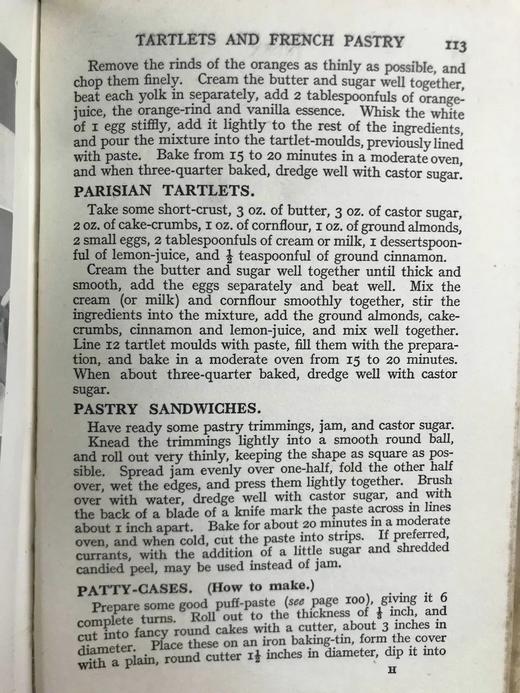 TARTLETS AND FRENCH PASTRY 113
Remove the rinds of the oranges as thinly as possible, and
chop them finely. Cream the butter and sugar well together,
beat each yolk in separately, add 2 tablespoonfuls of orange-
juice, the orange-rind and vanilla essence. Whisk the white
of 1 egg stiffly, add it lightly to the rest of the ingredients,
and pour the mixture into the tartlet-moulds, previously lined
with paste. Bake from 15 to 20 minutes in a moderate oven,
and when three-quarter baked, dredge well with castor sugar.
PARISIAN TARTLETS.
Take some short-crust, 3 oz. of butter, 3 oz. of castor sugar,
2 oz. of cake-crumbs, 1 oz. of cornflour, 1 oz. of ground almonds,
2 small eggs, 2 tablespoonfuls of cream or milk, 1 dessertspoon-
ful of lemon-juice, and ½ teaspoonful of ground cinnamon.
Cream the butter and sugar well together until thick and
smooth, add the eggs separately and beat well. Mix the
cream (or milk) and cornflour smoothly together, stir the
ingredients into the mixture, add the ground almonds, cake-
crumbs, cinnamon and lemon-juice, and mix well together.
Line 12 tartlet moulds with paste, fill them with the prepara-
tion, and bake in a moderate oven from 15 to 20 minutes.
When about three-quarter baked, dredge well with castor
sugar.
PASTRY SANDWICHES.
Have ready some pastry trimmings, jam, and castor sugar.
Knead the trimmings lightly into a smooth round ball,
and roll out very thinly, keeping the shape as square as pos-
sible. Spread jam evenly over one-half, fold the other half
over, wet the edges, and press them lightly together. Brush
over with water, dredge well with castor sugar, and with
the back of a blade of a knife mark the paste across in lines
about 1 inch apart. Bake for about 20 minutes in a moderate
oven, and when cold, cut the paste into strips. If preferred,
currants, with the addition of a little sugar and shredded
candied peel, may be used instead of jam.
PATTY-CASES. (How to make.)
Prepare some good puff-paste (see page 100), giving it 6
complete turns. Roll out to the thickness of ⅛ inch, and
cut into fancy round cakes with a cutter, about 3 inches in
diameter. Place these on an iron baking-tin, form the cover
with a plain, round cutter 1½ inches in diameter, dip it into
H